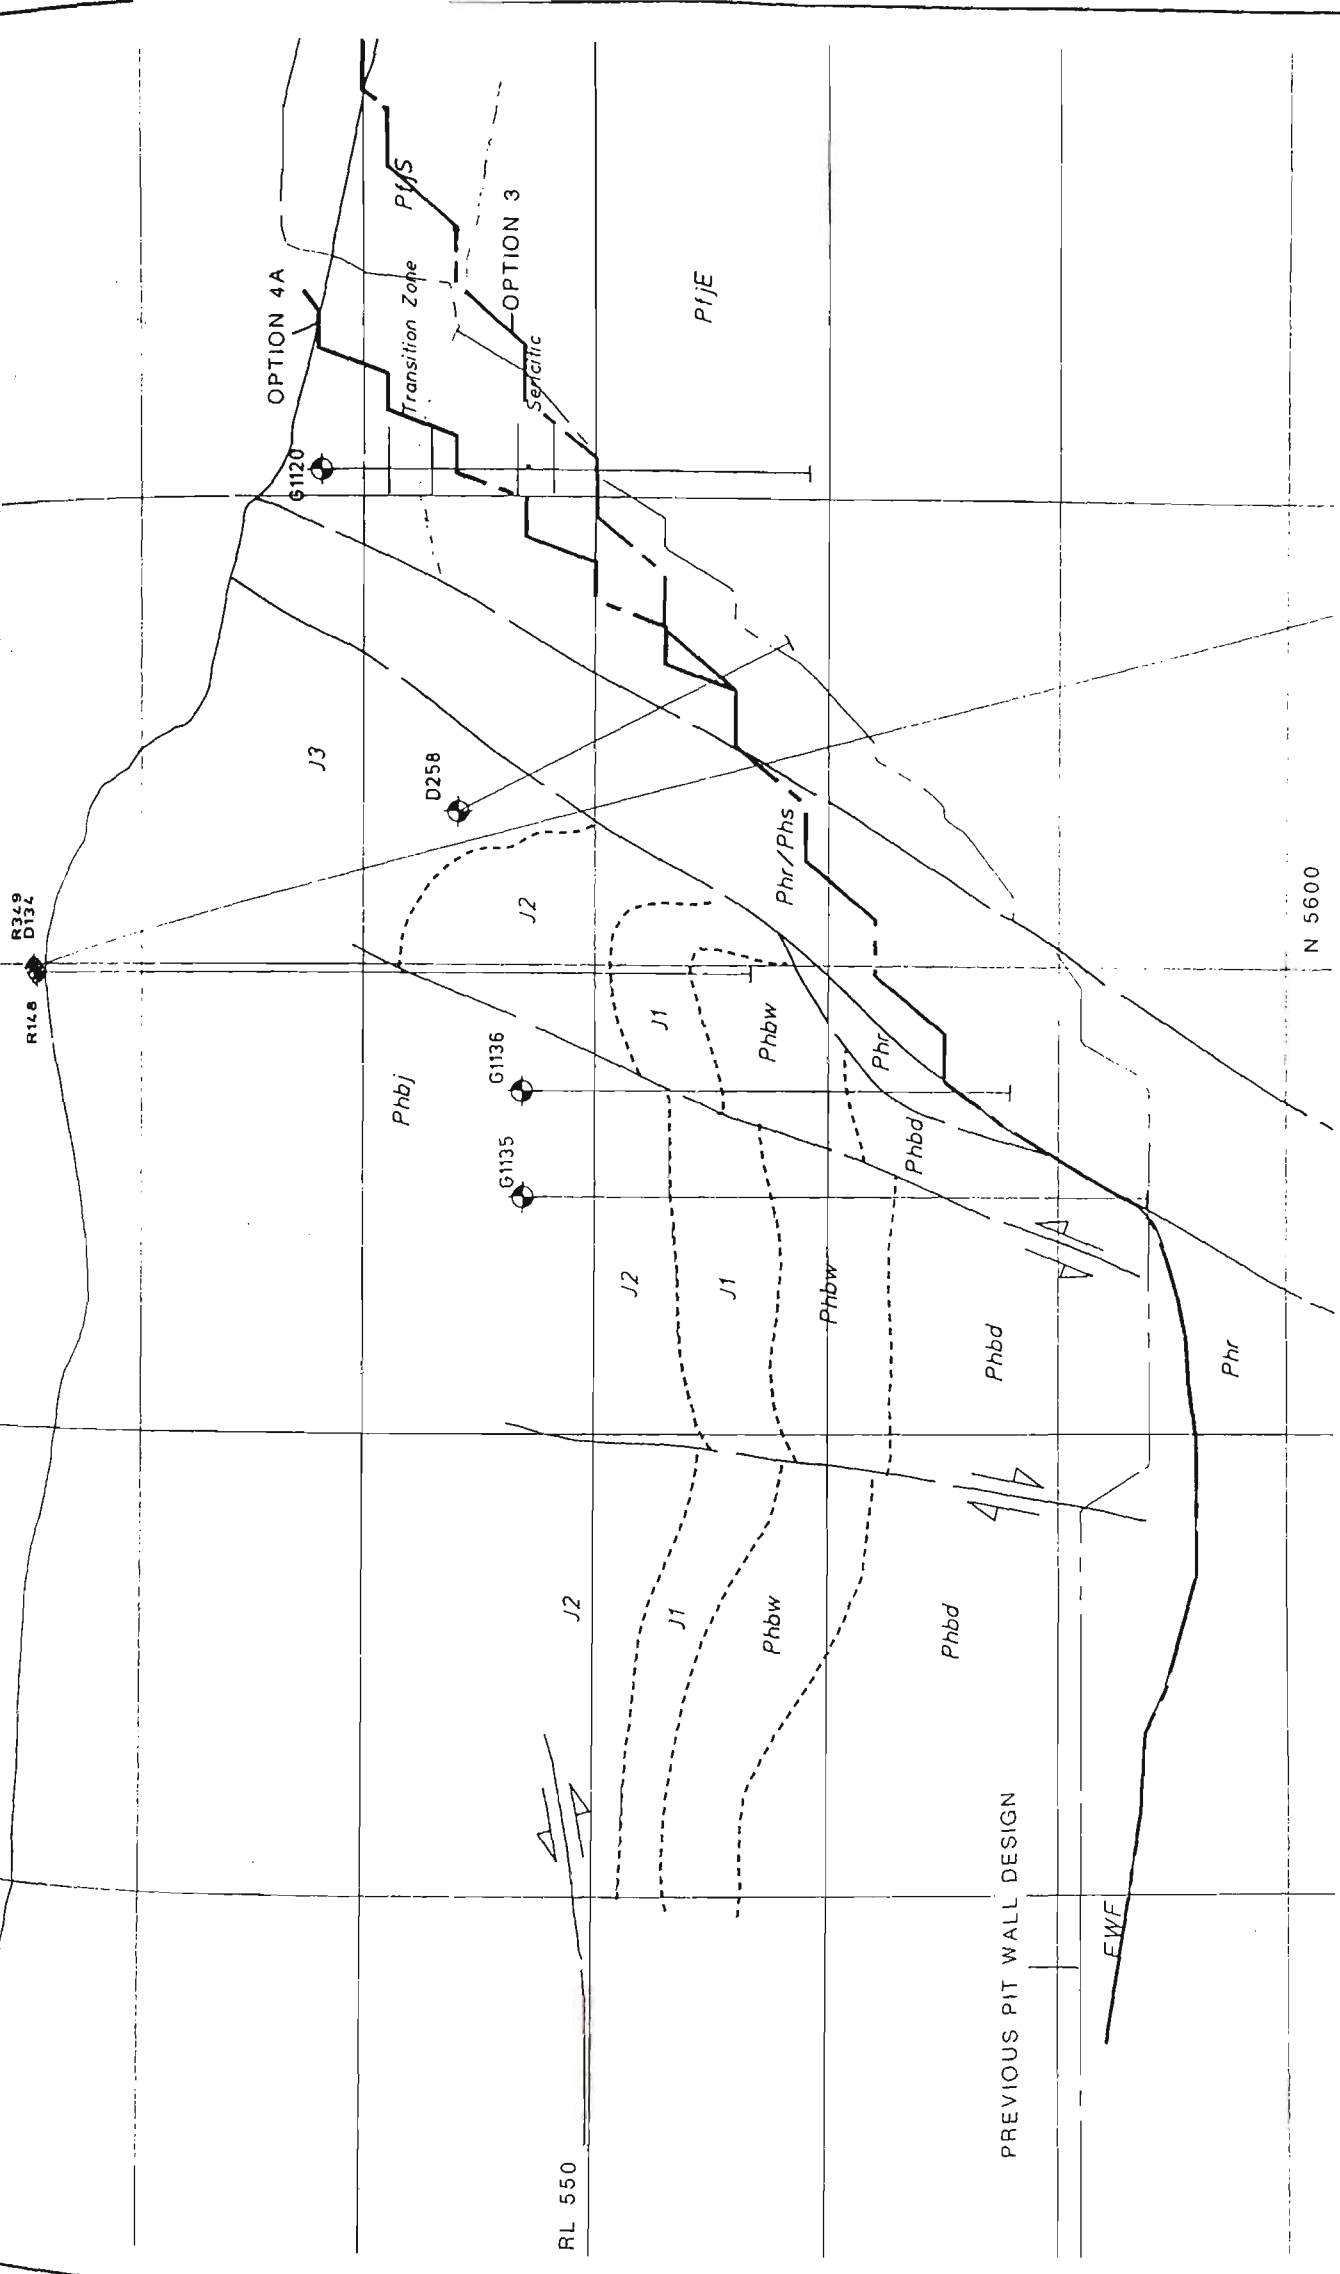 R349
D134
R148
OPTION 4A
G1120
PfjS
Transition Zone
OPTION 3
Sericitic
PfjE
J3
D258
J2
Phr/Phs
J1
Phbw
Phr
N 5600
G1136
Phbj
G1135
Phbd
J2
J1
Phbw
Phbd
Phr
J2
J1
Phbw
Phbd
PREVIOUS PIT WALL DESIGN
EWF
RL 550